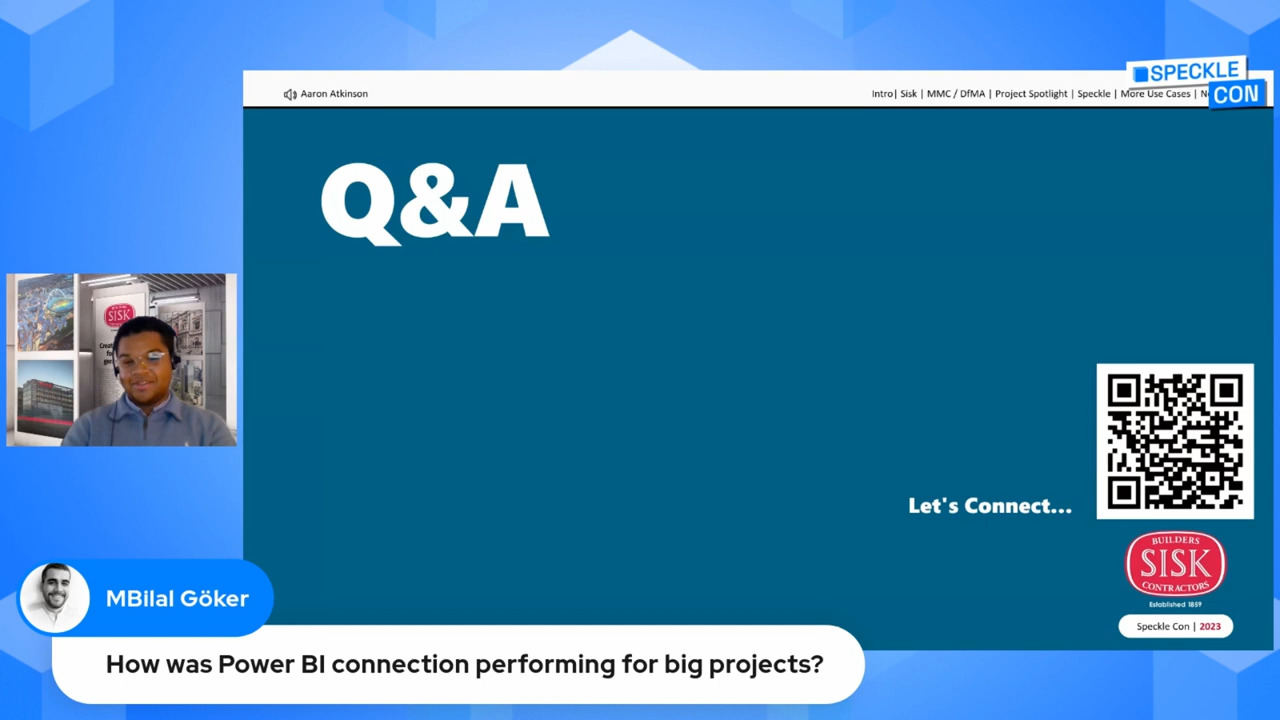 SPECKLE
CON
Aaron Atkinson
Intro| Sisk | MMC / DfMA | Project Spotlight | Speckle | More Use Cases |
Q&A
SISK
Let's Connect...
BUILDERS
SISK
CONTRACTORS
Established 1859
Speckle Con | 2023
MBilal Göker
How was Power BI connection performing for big projects?